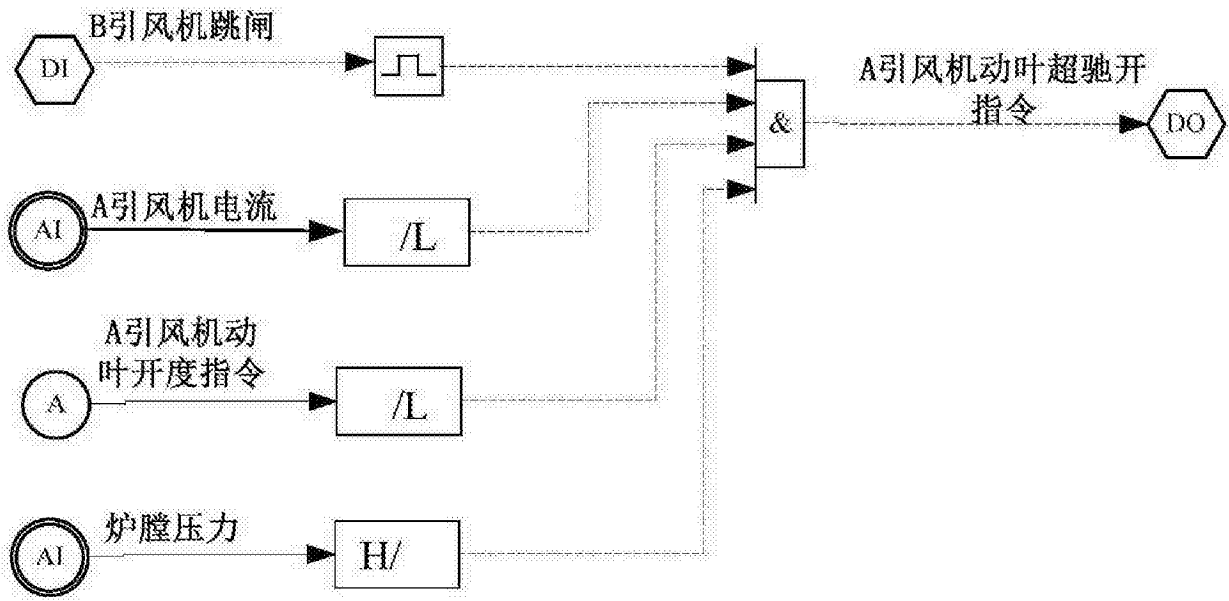 B引风机跳闸
DI
A引风机动叶超驰开
指令
&
DO
A引风机电流
AI
/L
A引风机动
叶开度指令
A
/L
炉膛压力
AI
H/